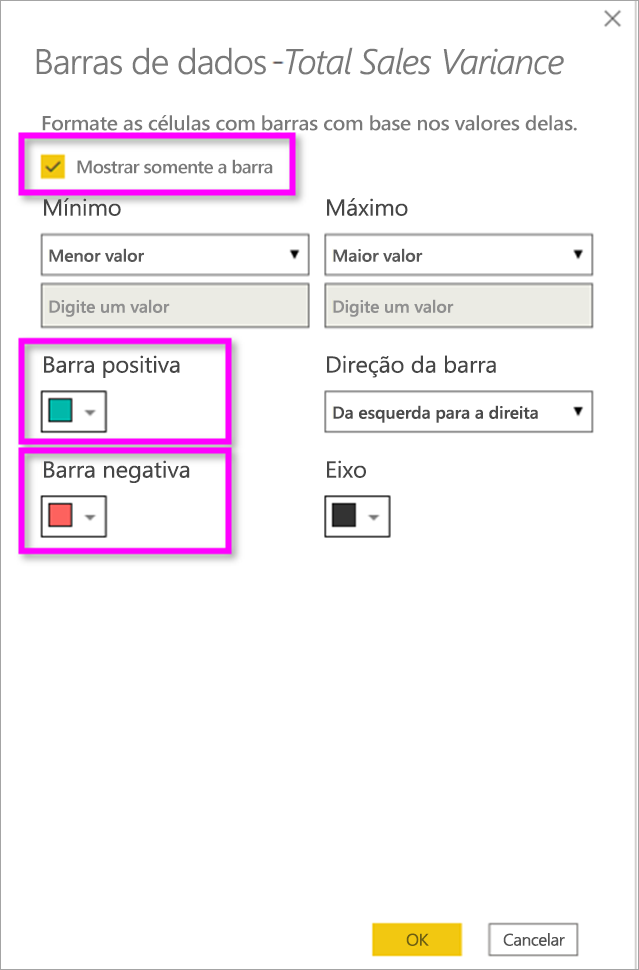 Barras de dados -Total Sales Variance
Formate as células com barras com base nos valores delas.
Mostrar somente a barra
Mínimo
Máximo
Menor valor
Maior valor
Digite um valor
Digite um valor
Barra positiva
Direção da barra
Da esquerda para a direita
Barra negativa
Eixo
OK
Cancelar